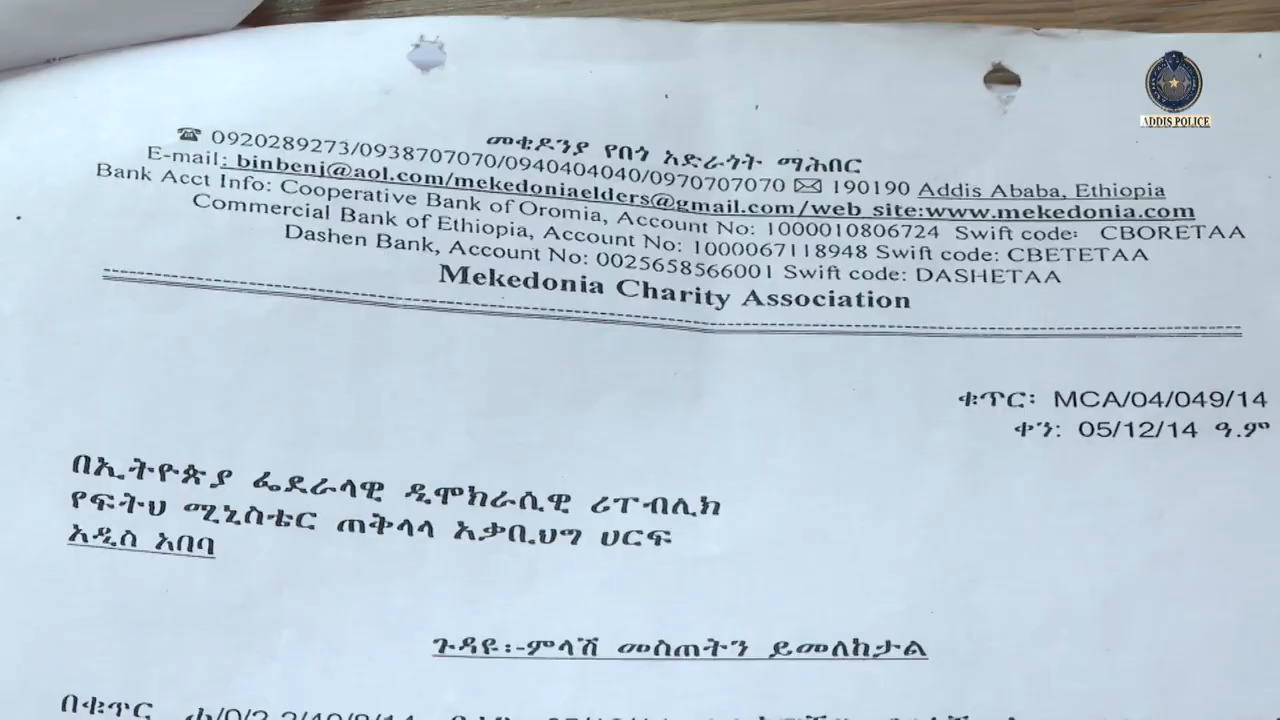 ADDIS POLICE
መቄዶንያ የበጎ አድራጎት ማሕበር
☎ 0920289273/0938707070/0940404040/0970707070 ✉ 190190 Addis Ababa, Ethiopia
E-mail: binbenj@aol.com/mekedoniaelders@gmail.com/web site:www.mekedonia.com
Bank Acct Info: Cooperative Bank of Oromia, Account No: 1000010806724 Swift code: CBORETAA
Commercial Bank of Ethiopia, Account No: 1000067118948 Swift code: CBETETAA
Dashen Bank, Account No: 0025658566001 Swift code: DASHETAA
Mekedonia Charity Association
ቁጥር፡ MCA/04/049/14
ቀን: 05/12/14 ዓ.ም
በኢትዮጵያ ፌደራላዊ ዲሞክራሲዊ ሪፐብሊክ
የፍትህ ሚኒስቴር ጠቅላላ አቃቢህግ ሀርፍ
አዲስ አበባ
ጉዳዩ፡-ምላሽ መስጠትን ይመለከታል
በቁጥር